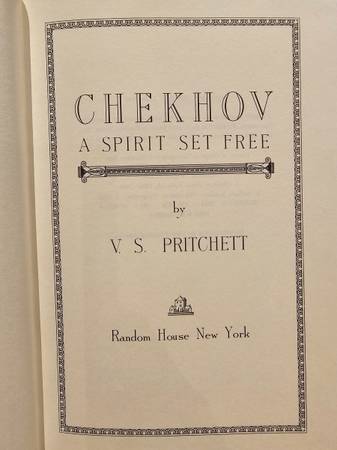 CHEKHOV
A SPIRIT SET FREE
by
V. S. PRITCHETT
Random House New York